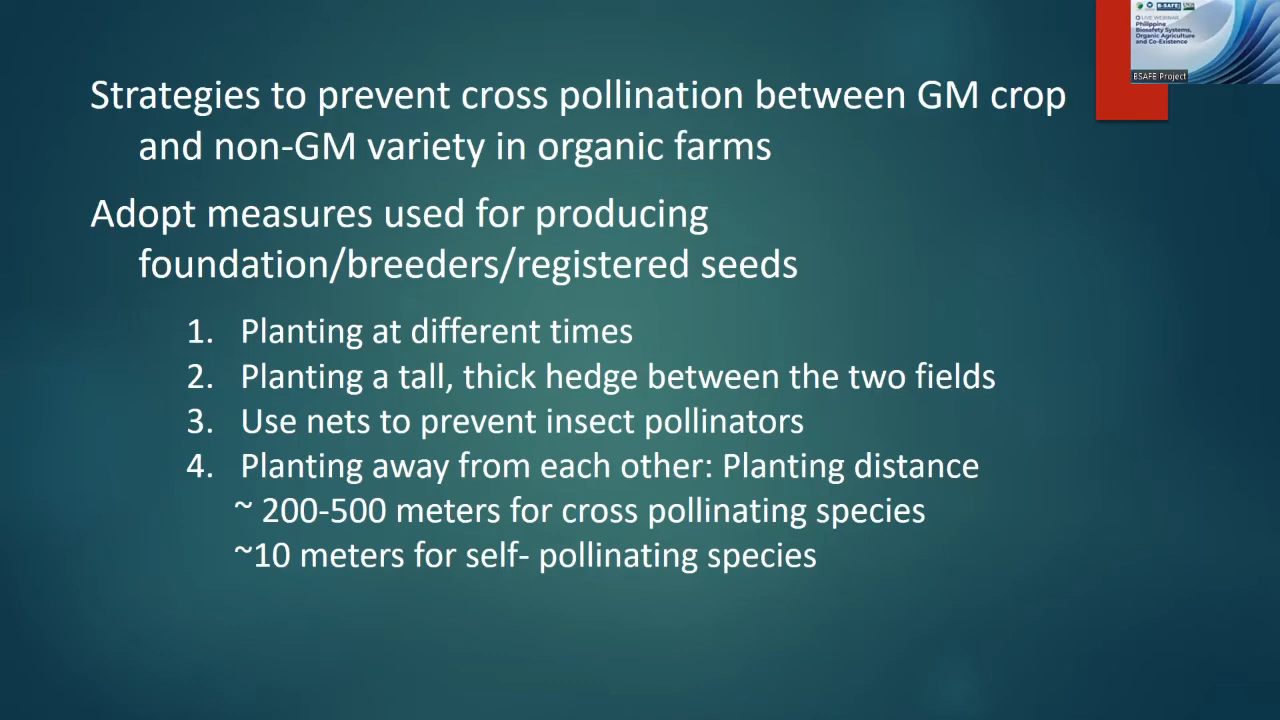 B-SAFE
LIVE WEBINAR
Philippine
Biosafety Systems,
Organic Agriculture
and Co-Existence
BSAFE Project
Strategies to prevent cross pollination between GM crop
and non-GM variety in organic farms
Adopt measures used for producing
foundation/breeders/registered seeds
1. Planting at different times
2. Planting a tall, thick hedge between the two fields
3. Use nets to prevent insect pollinators
4. Planting away from each other: Planting distance
~ 200-500 meters for cross pollinating species
~10 meters for self- pollinating species